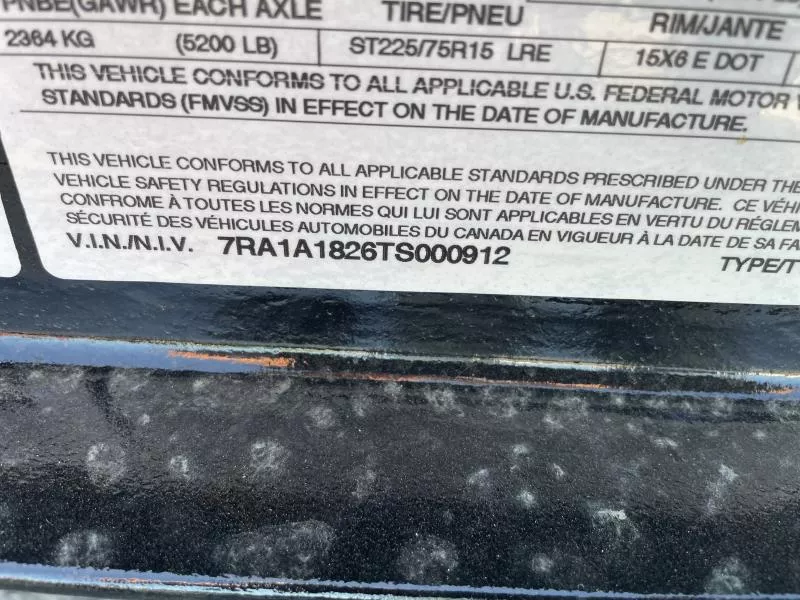 PNBE(GAWR) EACH AXLE TIRE/PNEU RIM/JANTE
2364 KG (5200 LB) ST225/75R15 LRE 15X6 E DOT
THIS VEHICLE CONFORMS TO ALL APPLICABLE U.S. FEDERAL MOTOR
STANDARDS (FMVSS) IN EFFECT ON THE DATE OF MANUFACTURE.
THIS VEHICLE CONFORMS TO ALL APPLICABLE STANDARDS PRESCRIBED UNDER THE
VEHICLE SAFETY REGULATIONS IN EFFECT ON THE DATE OF MANUFACTURE. CE VÉHI
CONFROME À TOUTES LES NORMES QUI LUI SONT APPLICABLES EN VERTU DU RÉGLEM
SÉCURITÉ DES VÉHICULES AUTOMOBILES DU CANADA EN VIGUEUR À LA DATE DE SA FA
V.I.N./N.I.V. 7RA1A1826TS000912 TYPE/T